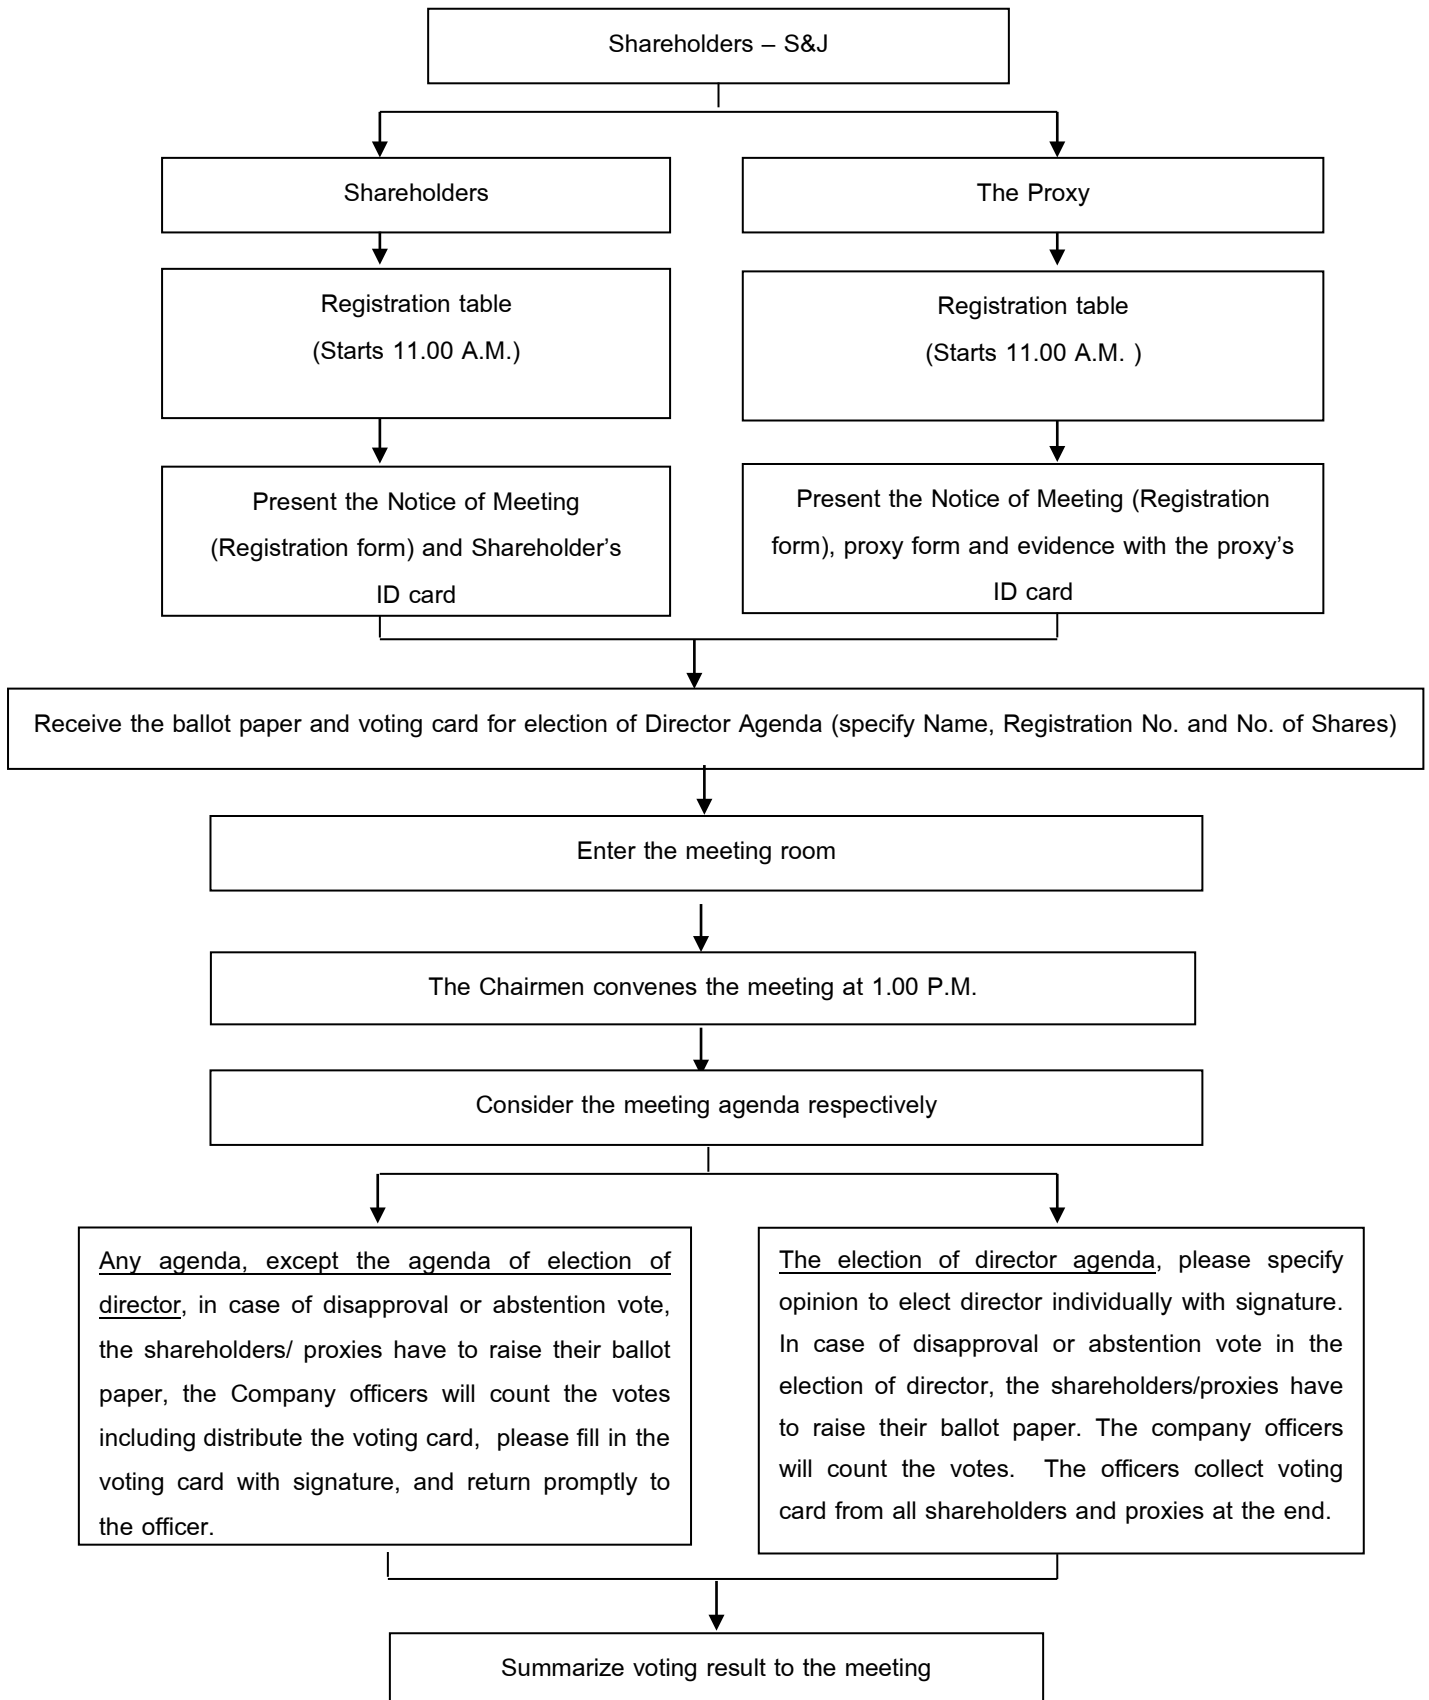 Shareholders – S&J
Shareholders
The Proxy
Registration table
(Starts 11.00 A.M.)
Registration table
(Starts 11.00 A.M. )
Present the Notice of Meeting
(Registration form) and Shareholder’s
ID card
Present the Notice of Meeting (Registration
form), proxy form and evidence with the proxy’s
ID card
Receive the ballot paper and voting card for election of Director Agenda (specify Name, Registration No. and No. of Shares)
Enter the meeting room
The Chairmen convenes the meeting at 1.00 P.M.
Consider the meeting agenda respectively
Any agenda, except the agenda of election of
director, in case of disapproval or abstention vote,
the shareholders/ proxies have to raise their ballot
paper, the Company officers will count the votes
including distribute the voting card,  please fill in the
voting card with signature, and return promptly to
the officer.
The election of director agenda, please specify
opinion to elect director individually with signature.
In case of disapproval or abstention vote in the
election of director, the shareholders/proxies have
to raise their ballot paper. The company officers
will count the votes.  The officers collect voting
card from all shareholders and proxies at the end.
Summarize voting result to the meeting